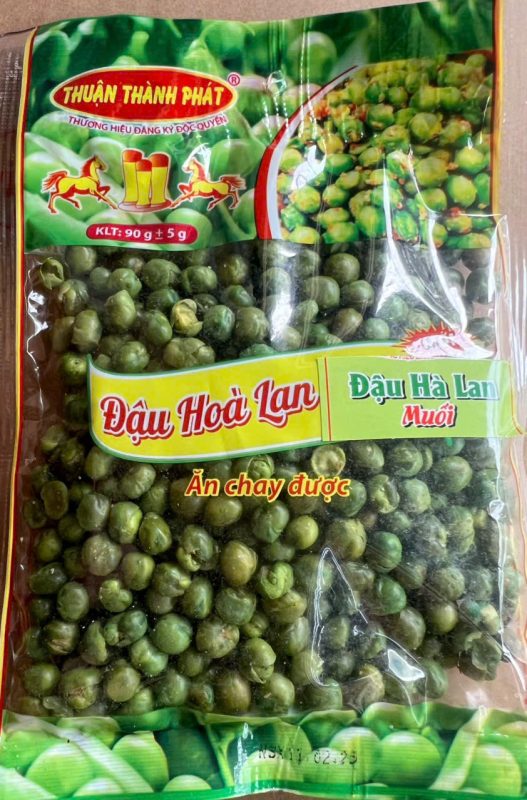 THUẬN THÀNH PHÁT®
THƯƠNG HIỆU ĐĂNG KÝ ĐỘC QUYỀN
KLT: 90 g ± 5 g
Đậu Hoà Lan
Đậu Hà Lan
Muối
Ăn chay được